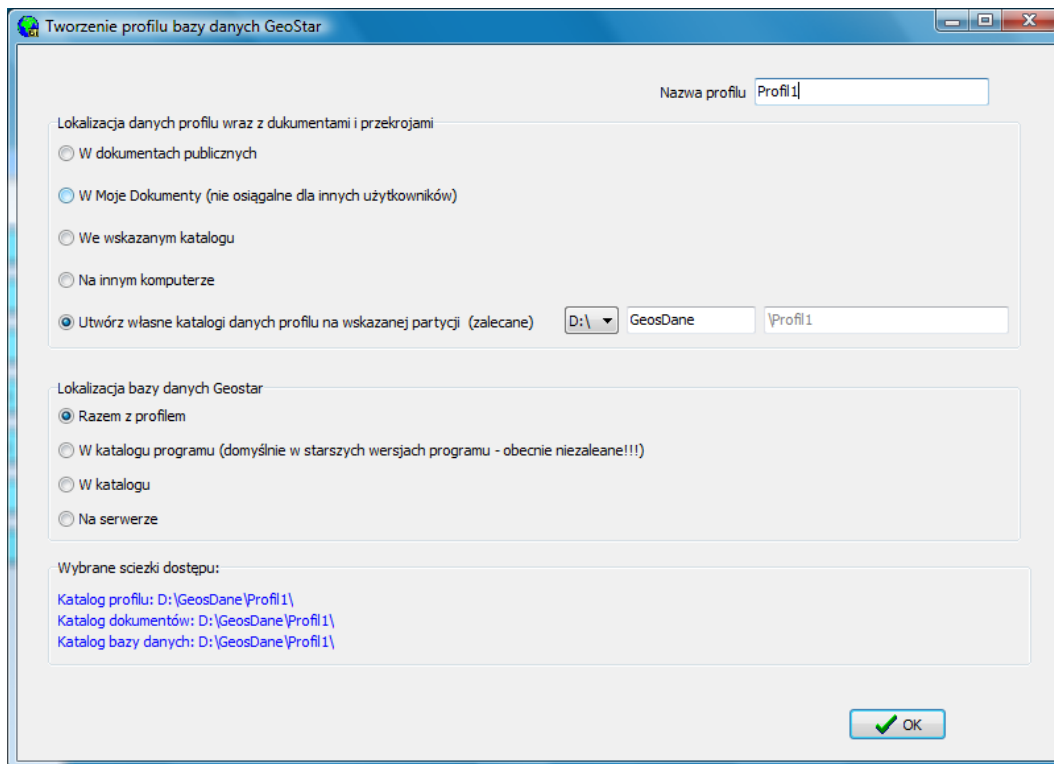 Tworzenie profilu bazy danych GeoStar
Nazwa profilu Profil1
Lokalizacja danych profilu wraz z dukumentami i przekrojami
W dokumentach publicznych
W Moje Dokumenty (nie osiągalne dla innych użytkowników)
We wskazanym katalogu
Na innym komputerze
Utwórz własne katalogi danych profilu na wskazanej partycji (zalecane) D:\ GeosDane \Profil1
Lokalizacja bazy danych Geostar
Razem z profilem
W katalogu programu (domyślnie w starszych wersjach programu - obecnie niezaleane!!!)
W katalogu
Na serwerze
Wybrane sciezki dostępu:
Katalog profilu: D:\GeosDane\Profil1\
Katalog dokumentów: D:\GeosDane\Profil1\
Katalog bazy danych: D:\GeosDane\Profil1\
OK